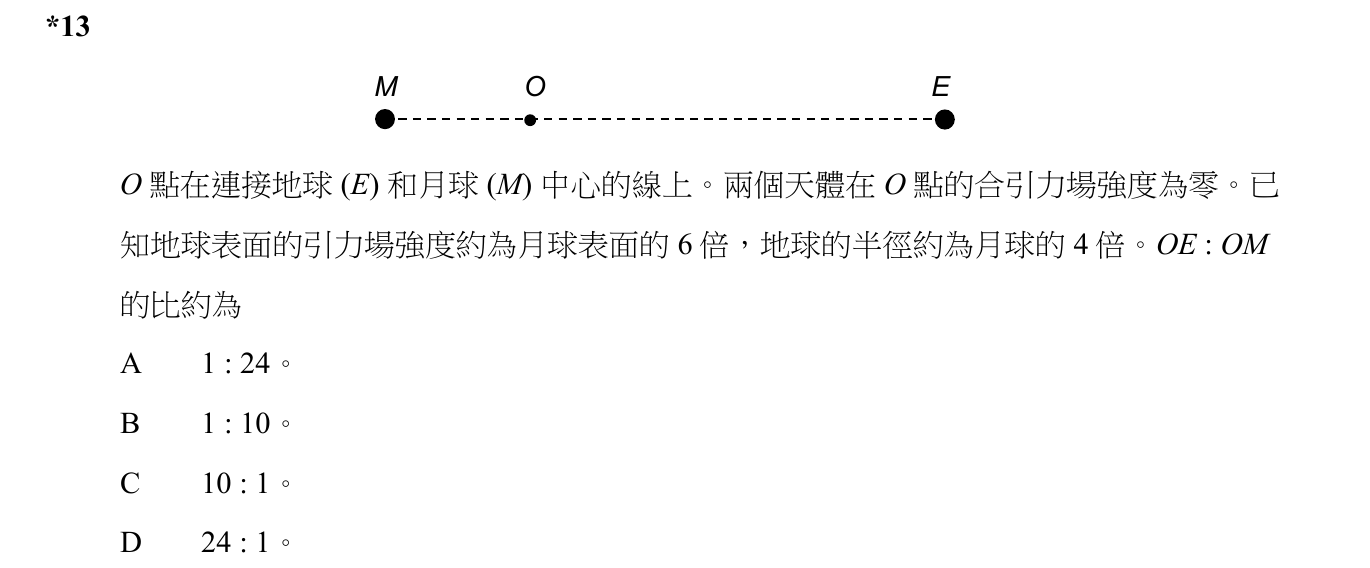 *13
M O E
O 點在連接地球 (E) 和月球 (M) 中心的線上。兩個天體在 O 點的合引力場強度為零。已
知地球表面的引力場強度約為月球表面的 6 倍，地球的半徑約為月球的 4 倍。OE : OM
的比約為
A 1 : 24。
B 1 : 10。
C 10 : 1。
D 24 : 1。